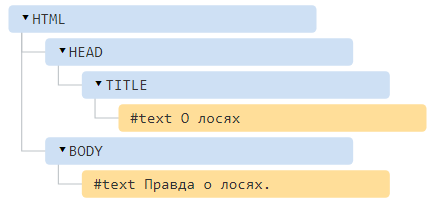 ▾ HTML
▾ HEAD
▾ TITLE
#text О лосях
▾ BODY
#text Правда о лосях.